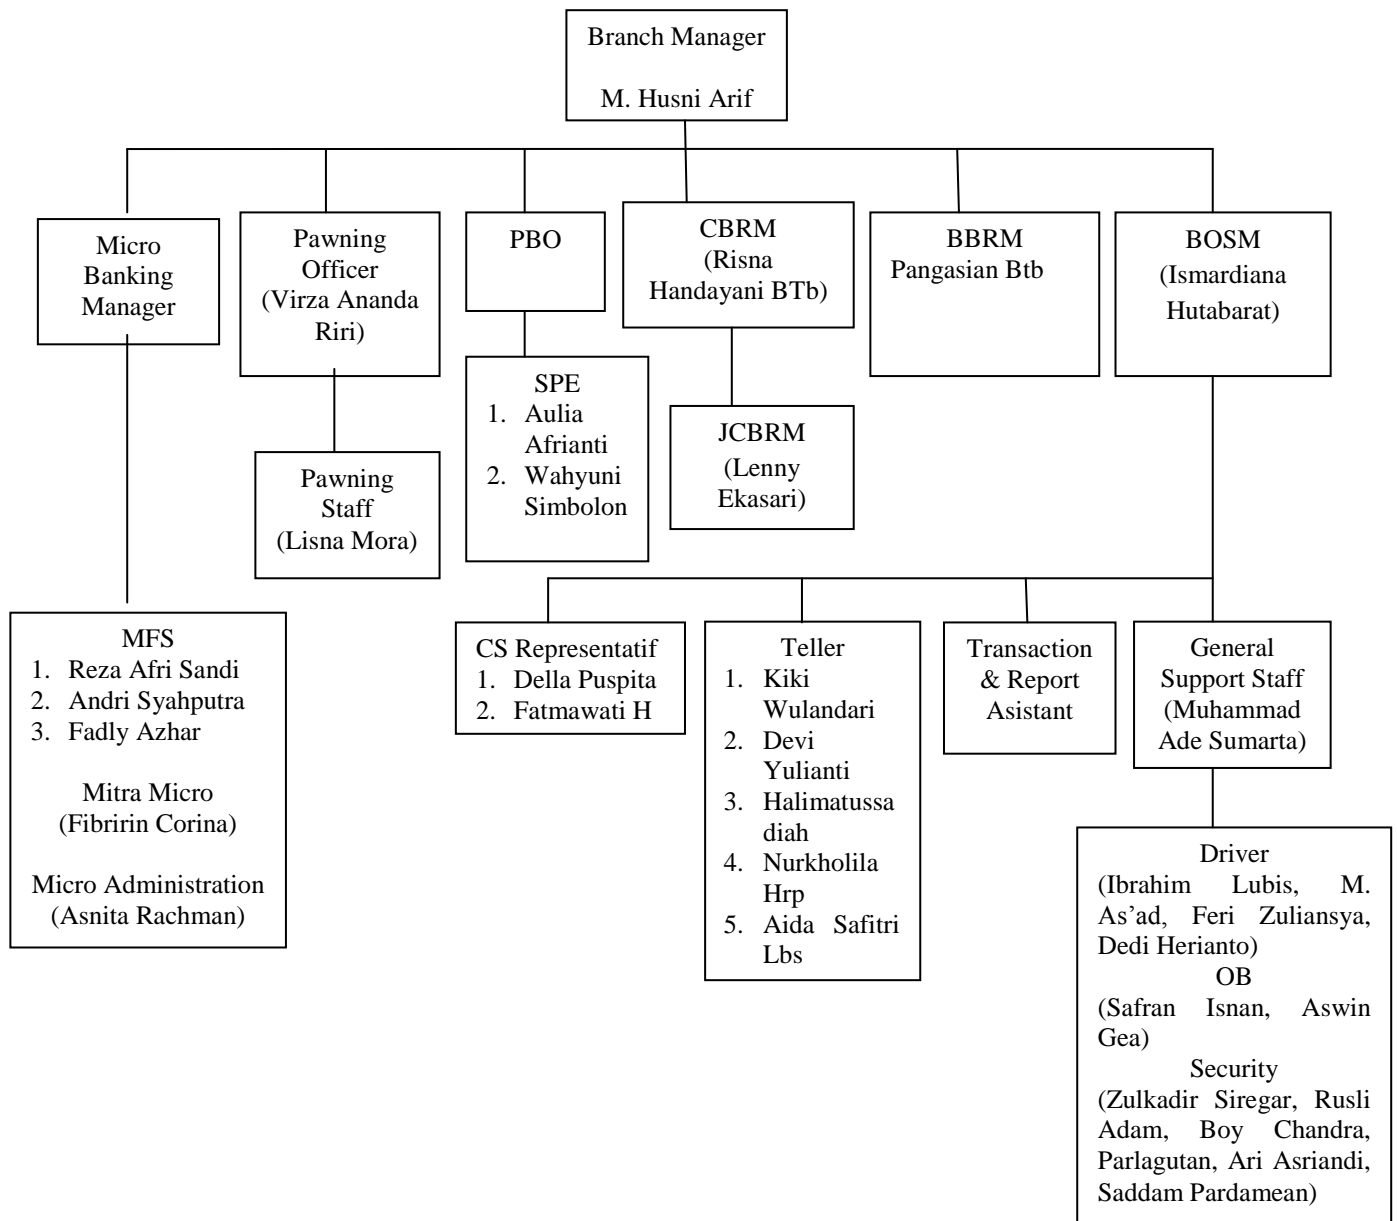 Branch Manager
M. Husni Arif
Micro
Banking
Manager
Pawning
Officer
(Virza Ananda
Riri)
PBO
CBRM
(Risna
Handayani BTb)
BBRM
Pangasian Btb
BOSM
(Ismardiana
Hutabarat)
SPE
1. Aulia
Afrianti
2. Wahyuni
Simbolon
JCBRM
(Lenny
Ekasari)
Pawning
Staff
(Lisna Mora)
MFS
1. Reza Afri Sandi
2. Andri Syahputra
3. Fadly Azhar
Mitra Micro
(Fibririn Corina)
Micro Administration
(Asnita Rachman)
CS Representatif
1. Della Puspita
2. Fatmawati H
Teller
1. Kiki
Wulandari
2. Devi
Yulianti
3. Halimatussa
diah
4. Nurkholila
Hrp
5. Aida Safitri
Lbs
Transaction
& Report
Asistant
General
Support Staff
(Muhammad
Ade Sumarta)
Driver
(Ibrahim Lubis, M.
As’ad, Feri Zuliansya,
Dedi Herianto)
OB
(Safran Isnan, Aswin
Gea)
Security
(Zulkadir Siregar, Rusli
Adam, Boy Chandra,
Parlagutan, Ari Asriandi,
Saddam Pardamean)